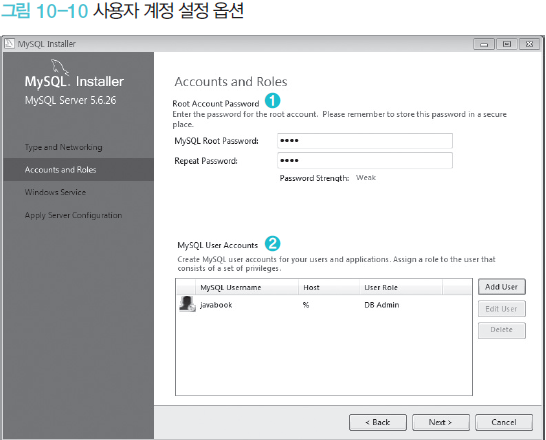 그림 10-10 사용자 계정 설정 옵션
MySQL Installer
MySQL. Installer
MySQL Server 5.6.26
Type and Networking
Accounts and Roles
Windows Service
Apply Server Configuration
Accounts and Roles
Root Account Password 1
Enter the password for the root account. Please remember to store this password in a secure
place.
MySQL Root Password: ••••
Repeat Password: ••••
Password Strength: Weak
MySQL User Accounts 2
Create MySQL user accounts for your users and applications. Assign a role to the user that
consists of a set of privileges.
MySQL Username Host User Role
javabook % DB Admin
Add User
Edit User
Delete
< Back Next > Cancel